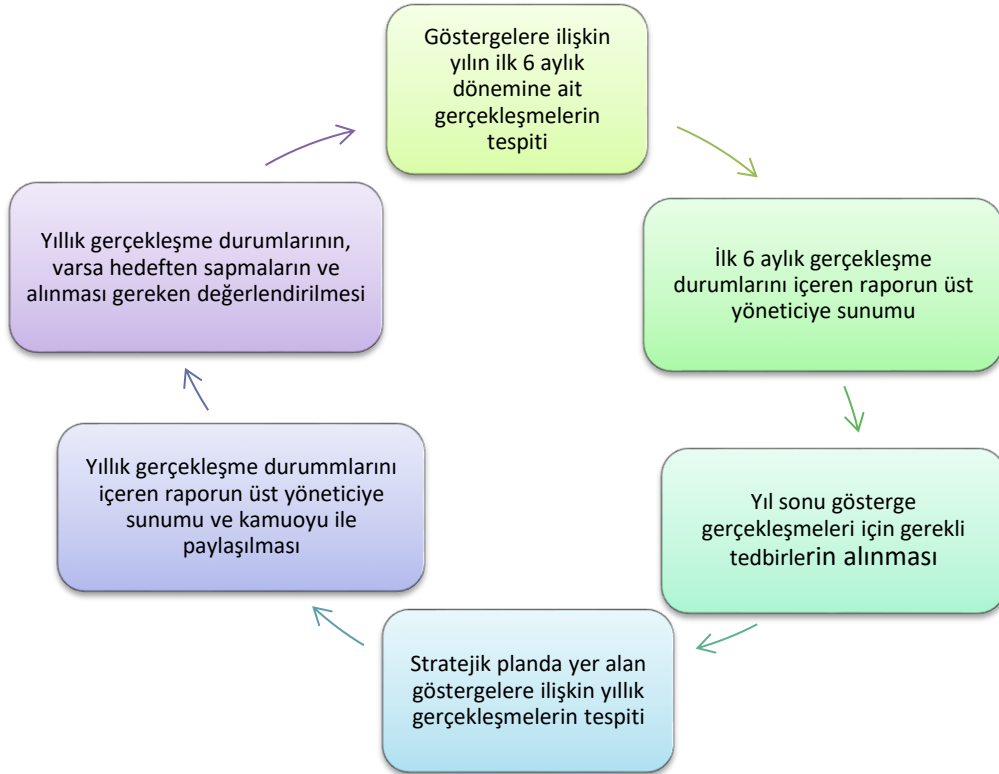 Göstergelere ilişkin
yılın ilk 6 aylık
dönemine ait
gerçekleşmelerin
tespiti
İlk 6 aylık gerçekleşme
durumlarını içeren raporun üst
yöneticiye sunumu
Yıl sonu gösterge
gerçekleşmeleri için gerekli
tedbirlerin alınması
Stratejik planda yer alan
göstergelere ilişkin yıllık
gerçekleşmelerin tespiti
Yıllık gerçekleşme durummlarını
içeren raporun üst yöneticiye
sunumu ve kamuoyu ile
paylaşılması
Yıllık gerçekleşme durumlarının,
varsa hedeften sapmaların ve
alınması gereken değerlendirilmesi